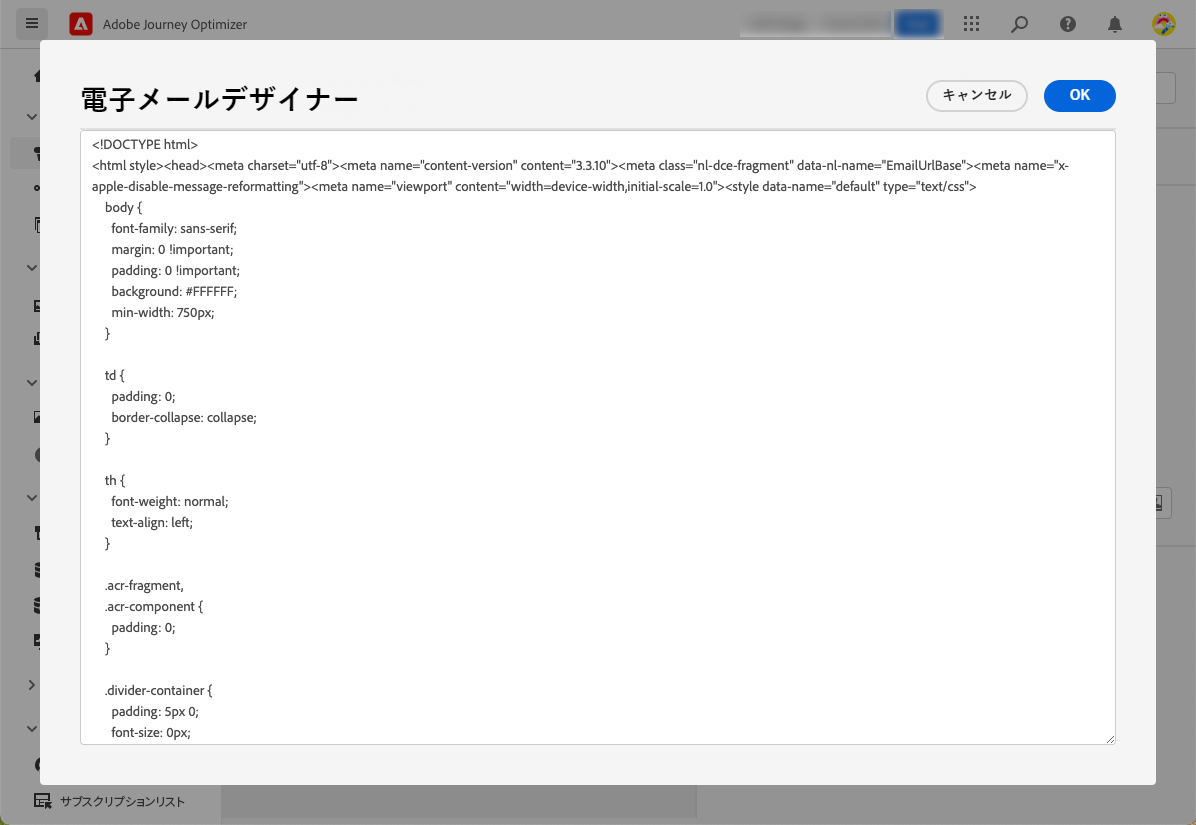 Adobe Journey Optimizer
電子メールデザイナー
キャンセル
OK
<!DOCTYPE html>
<html style><head><meta charset="utf-8"><meta name="content-version" content="3.3.10"><meta class="nl-dce-fragment" data-nl-name="EmailUrlBase"><meta name="x-
apple-disable-message-reformatting"><meta name="viewport" content="width=device-width,initial-scale=1.0"><style data-name="default" type="text/css">
body {
font-family: sans-serif;
margin: 0 !important;
padding: 0 !important;
background: #FFFFFF;
min-width: 750px;
}
td {
padding: 0;
border-collapse: collapse;
}
th {
font-weight: normal;
text-align: left;
}
.acr-fragment,
.acr-component {
padding: 0;
}
.divider-container {
padding: 5px 0;
font-size: 0px;
サブスクリプションリスト